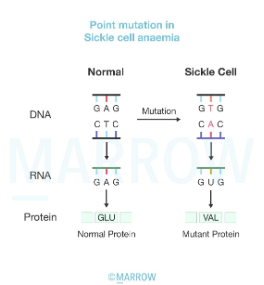 Point mutation in
Sickle cell anaemia
Normal
Sickle Cell
DNA
G A G
C T C
Mutation
G T G
C A C
MARROW
RNA
G A G
G U G
Protein
GLU
VAL
Normal Protein
Mutant Protein
©MARROW